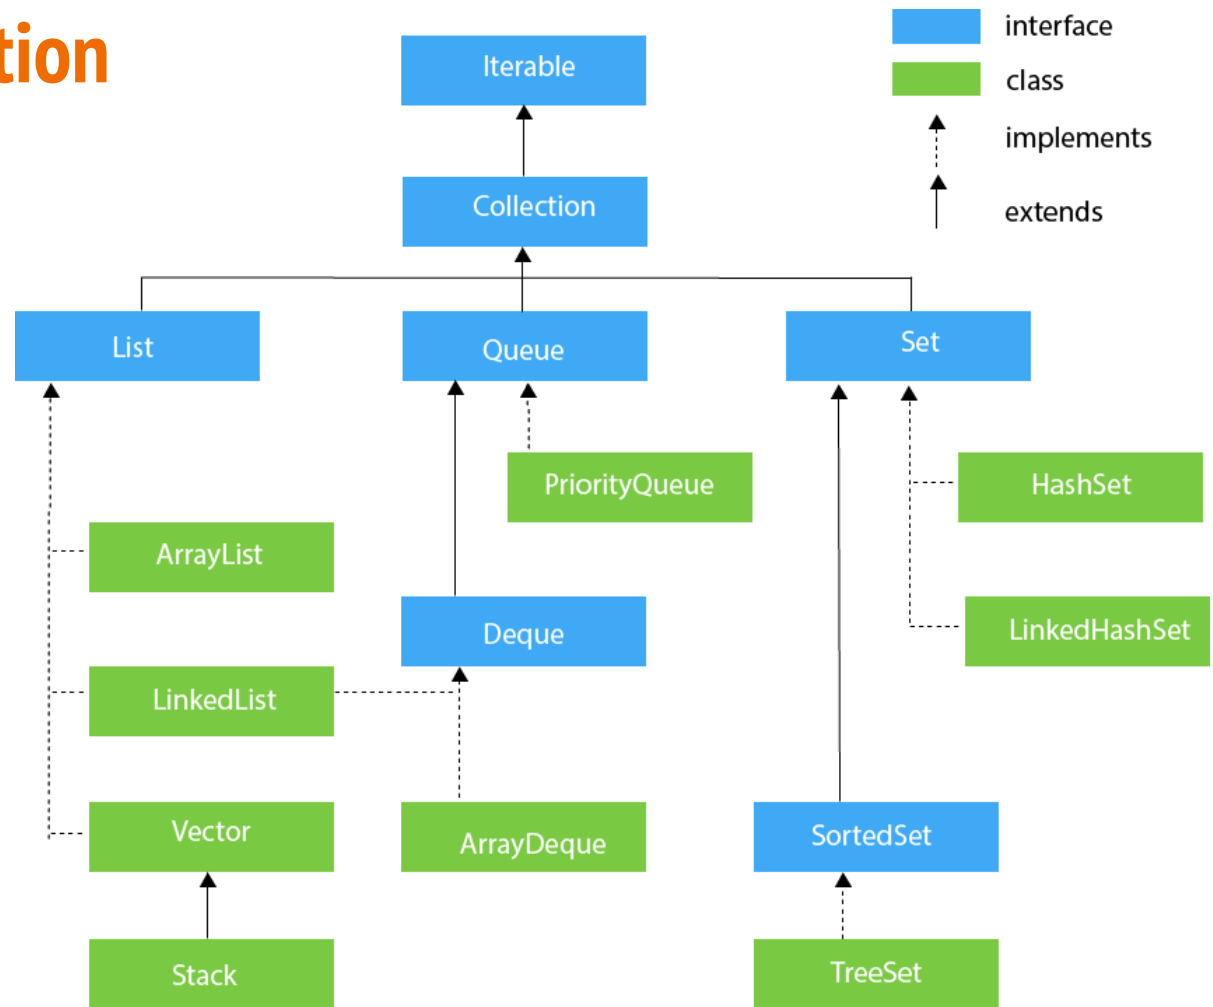 tion
interface
class
implements
extends
Iterable
Collection
List
Queue
Set
PriorityQueue
HashSet
ArrayList
Deque
LinkedHashSet
LinkedList
Vector
ArrayDeque
SortedSet
Stack
TreeSet